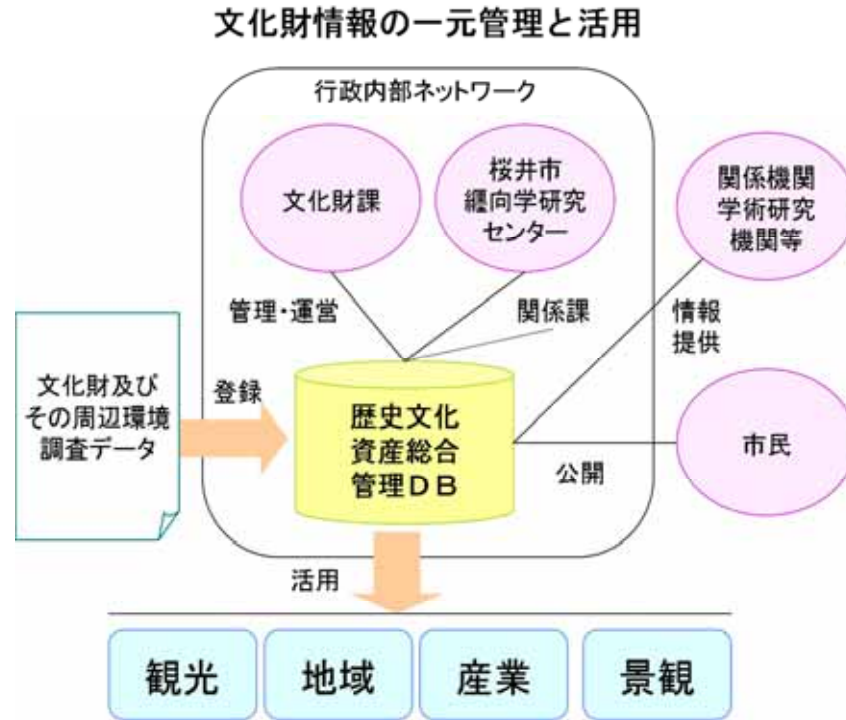 文化財情報の一元管理と活用
行政内部ネットワーク
文化財課
桜井市
纒向学研究
センター
関係機関
学術研究
機関等
管理・運営
関係課
情報
提供
文化財及び
その周辺環境
調査データ
登録
歴史文化
資産総合
管理DB
市民
公開
活用
観光
地域
産業
景観